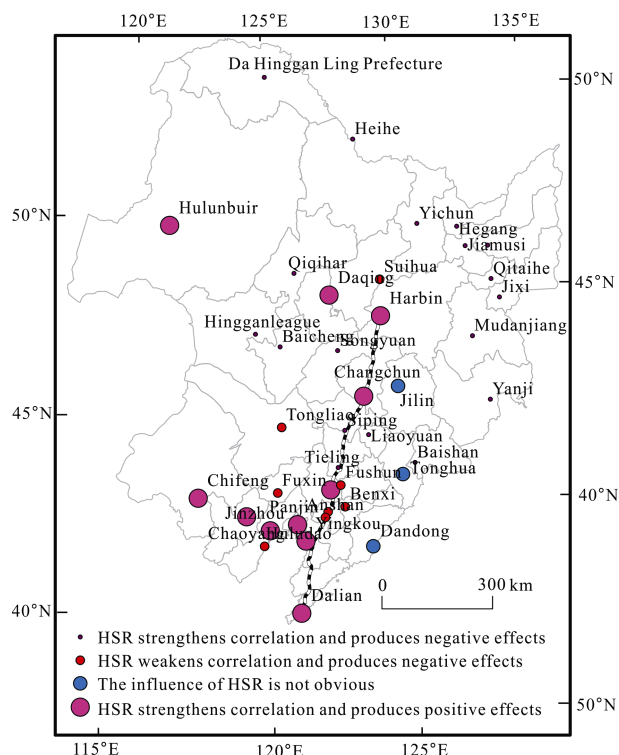 120°E 125°E 130°E 135°E
Da Hinggan Ling Prefecture
50°N
Heihe
Hulunbuir
50°N
Yichun
Hegang
Jiamusi
Qiqihar
Suihua
Qitaihe
Daqing
45°N
Jixi
Harbin
Hingganleague
Mudanjiang
Baicheng
Songyuan
Changchun
Yanji
Jilin
45°N
Tongliao
Siping
Liaoyuan
Baishan
Tieling
Tonghua
Chifeng
Fuxin
Fushun
Benxi
40°N
Jinzhou
Panjin
Anshan
Yingkou
Chaoyang
Huludao
Dandong
0 300 km
Dalian
40°N
HSR strengthens correlation and produces negative effects
HSR weakens correlation and produces negative effects
The influence of HSR is not obvious
HSR strengthens correlation and produces positive effects
50°N
115°E 120°E 125°E